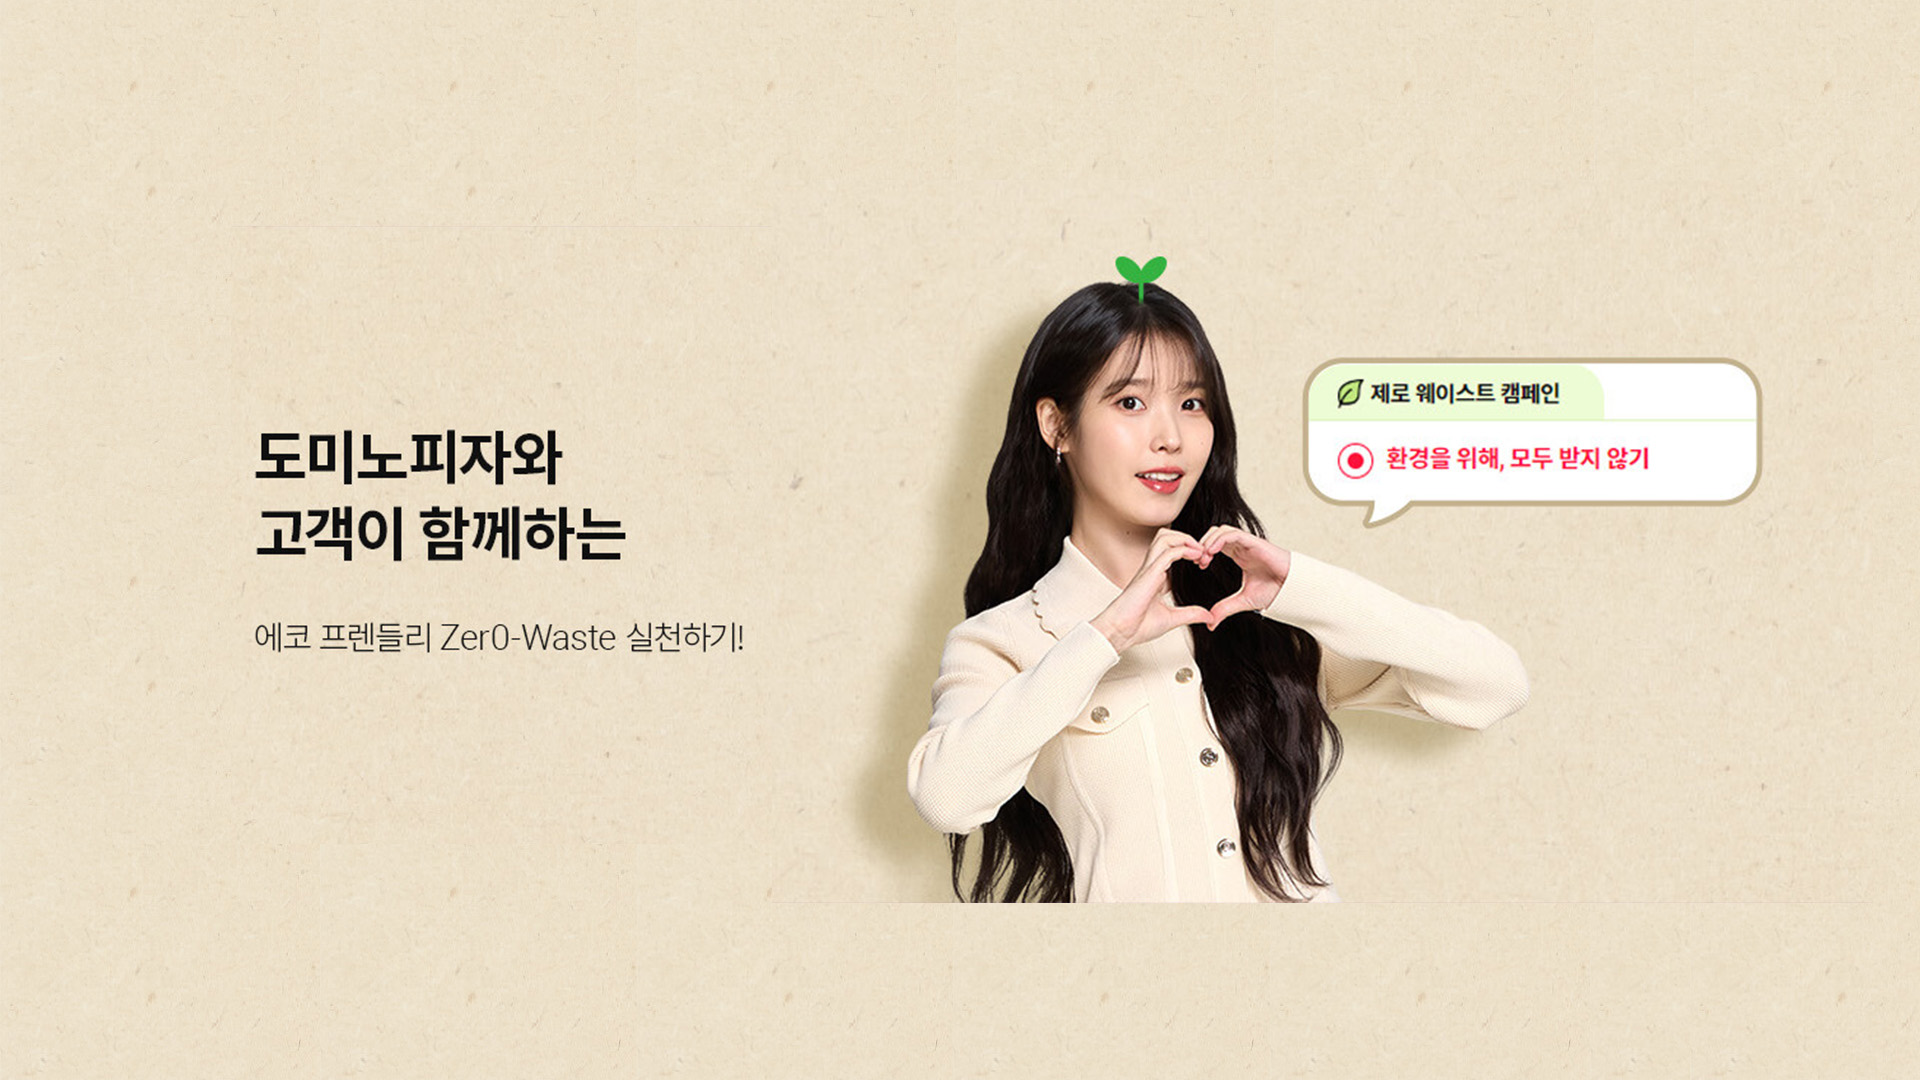 도미노피자와
고객이 함께하는
에코 프렌들리 Zer0-Waste 실천하기!
제로 웨이스트 캠페인
환경을 위해, 모두 받지 않기